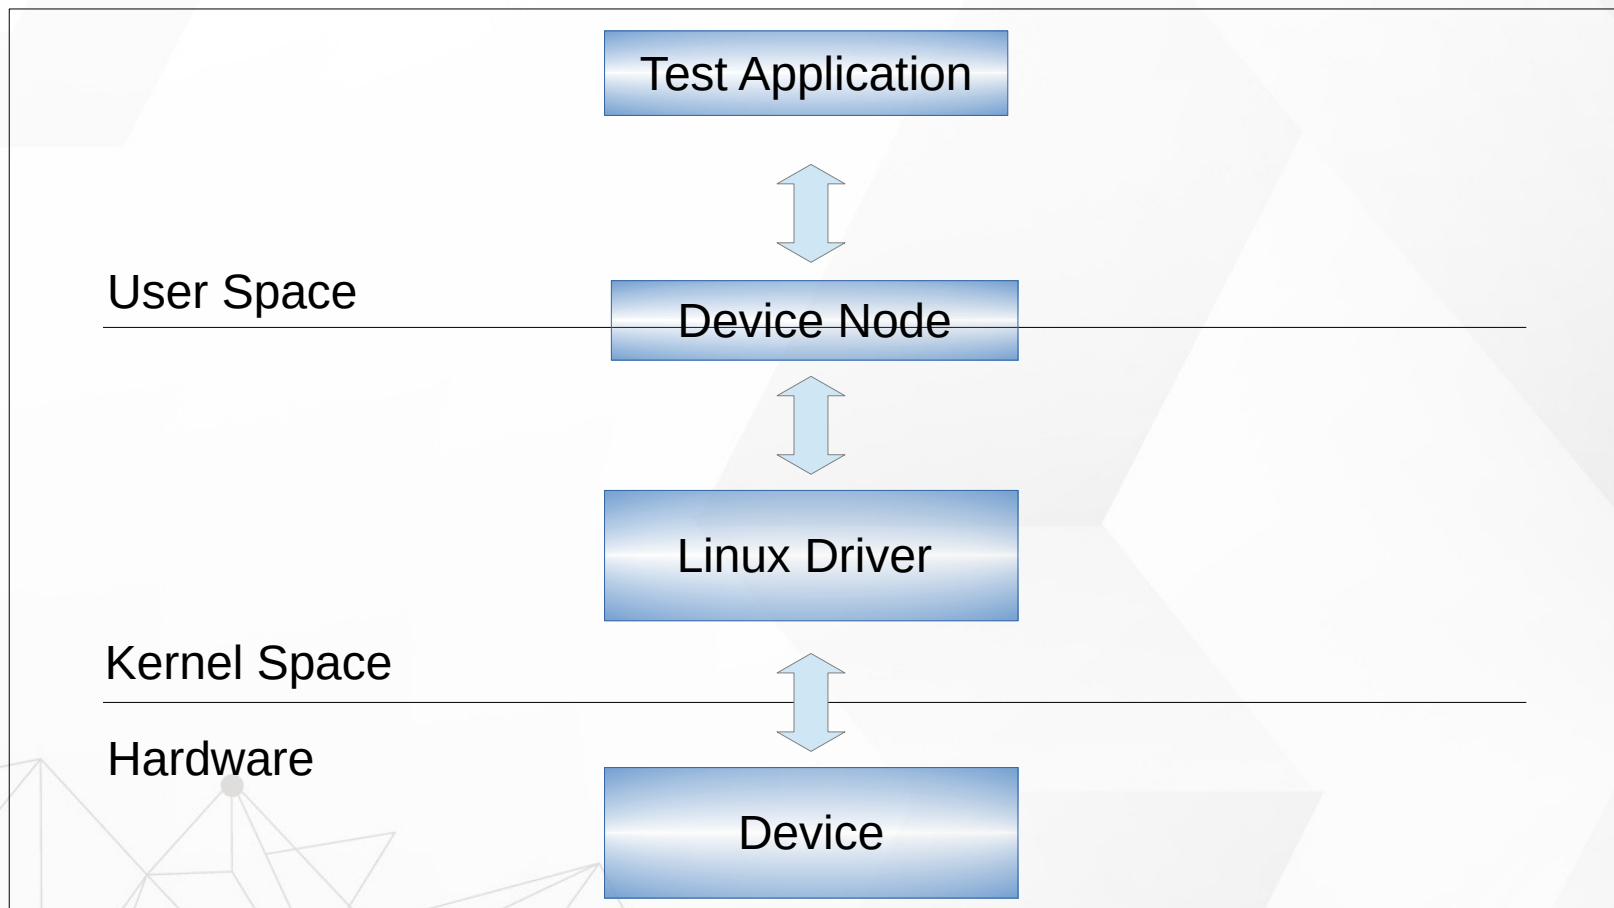 Test Application
User Space
Device Node
Linux Driver
Kernel Space
Hardware
Device